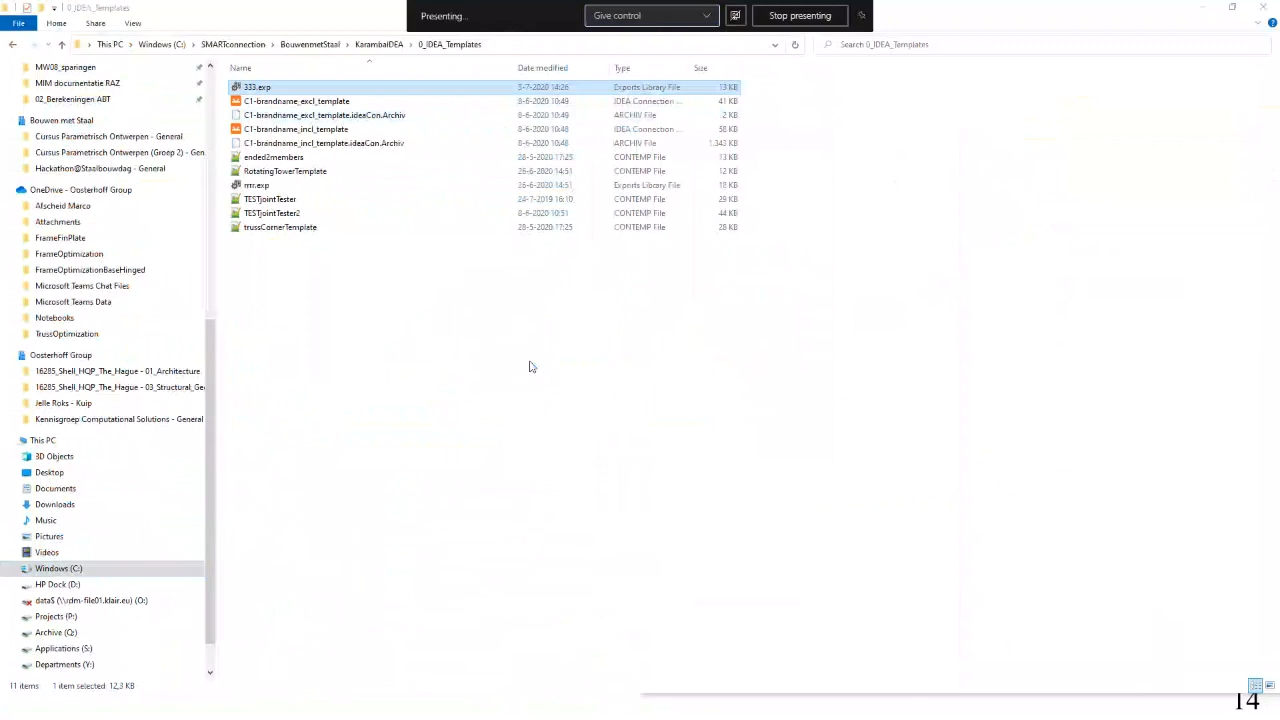 0_IDEA_Templates
Presenting...
Give control
Stop presenting
File
Home
Share
View
This PC
Windows (C:)
SMARTconnection
BouwenmetStaal
KarambaIDEA
0_IDEA_Templates
Search 0_IDEA_Templates
Name
Date modified
Type
Size
333.exp 3-7-2020 14:26 Exports Library File 13 KB
C1-brandname_excl_template 8-6-2020 10:49 IDEA Connection ... 41 KB
C1-brandname_excl_template.ideaCon.Archiv 8-6-2020 10:49 ARCHIV File 2 KB
C1-brandname_incl_template 8-6-2020 10:48 IDEA Connection ... 58 KB
C1-brandname_incl_template.ideaCon.Archiv 8-6-2020 10:48 ARCHIV File 1.343 KB
ended2members 28-5-2020 17:25 CONTEMP File 13 KB
RotatingTowerTemplate 26-6-2020 14:51 CONTEMP File 12 KB
rrrr.exp 26-6-2020 14:51 Exports Library File 18 KB
TESTjointTester 24-7-2019 16:10 CONTEMP File 29 KB
TESTjointTester2 8-6-2020 10:51 CONTEMP File 44 KB
trussCornerTemplate 28-5-2020 17:25 CONTEMP File 28 KB
MW08_sparingen
MIM documentatie RAZ
02_Berekeningen ABT
Bouwen met Staal
Cursus Parametrisch Ontwerpen - General
Cursus Parametrisch Ontwerpen (Groep 2) - Gen
Hackathon@Staalbouwdag - General
OneDrive - Oosterhoff Group
Afscheid Marco
Attachments
FrameFinPlate
FrameOptimization
FrameOptimizationBaseHinged
Microsoft Teams Chat Files
Microsoft Teams Data
Notebooks
TrussOptimization
Oosterhoff Group
16285_Shell_HQP_The_Hague - 01_Architecture
16285_Shell_HQP_The_Hague - 03_Structural_Ge
Jelle Roks - Kuip
Kennisgroep Computational Solutions - General
This PC
3D Objects
Desktop
Documents
Downloads
Music
Pictures
Videos
Windows (C:)
HP Dock (D:)
data$ (\\rdm-file01.klair.eu) (O:)
Projects (P:)
Archive (Q:)
Applications (S:)
Departments (Y:)
11 items
1 item selected 12,3 KB
14